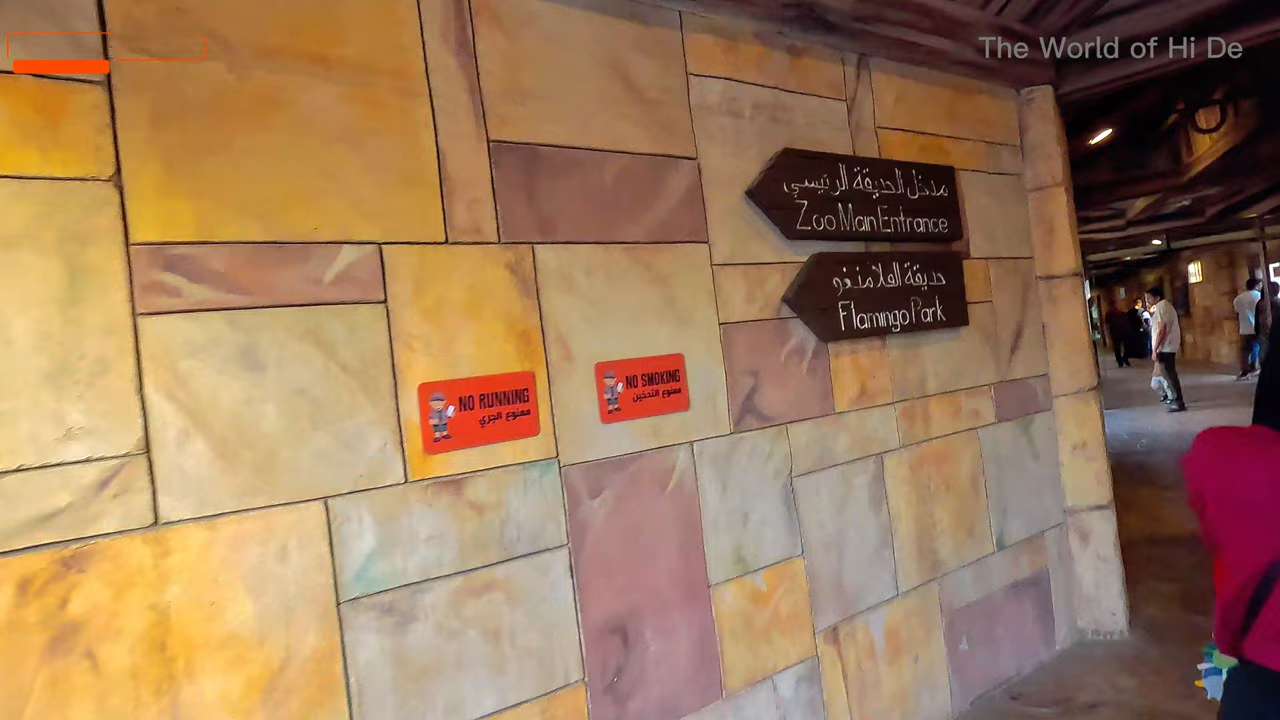 The World of Hi De
مدخل الحديقة الرئيسي
Zoo Main Entrance
حديقة الفلامنغو
Flamingo Park
NO SMOKING
ممنوع التدخين
NO RUNNING
ممنوع الجري